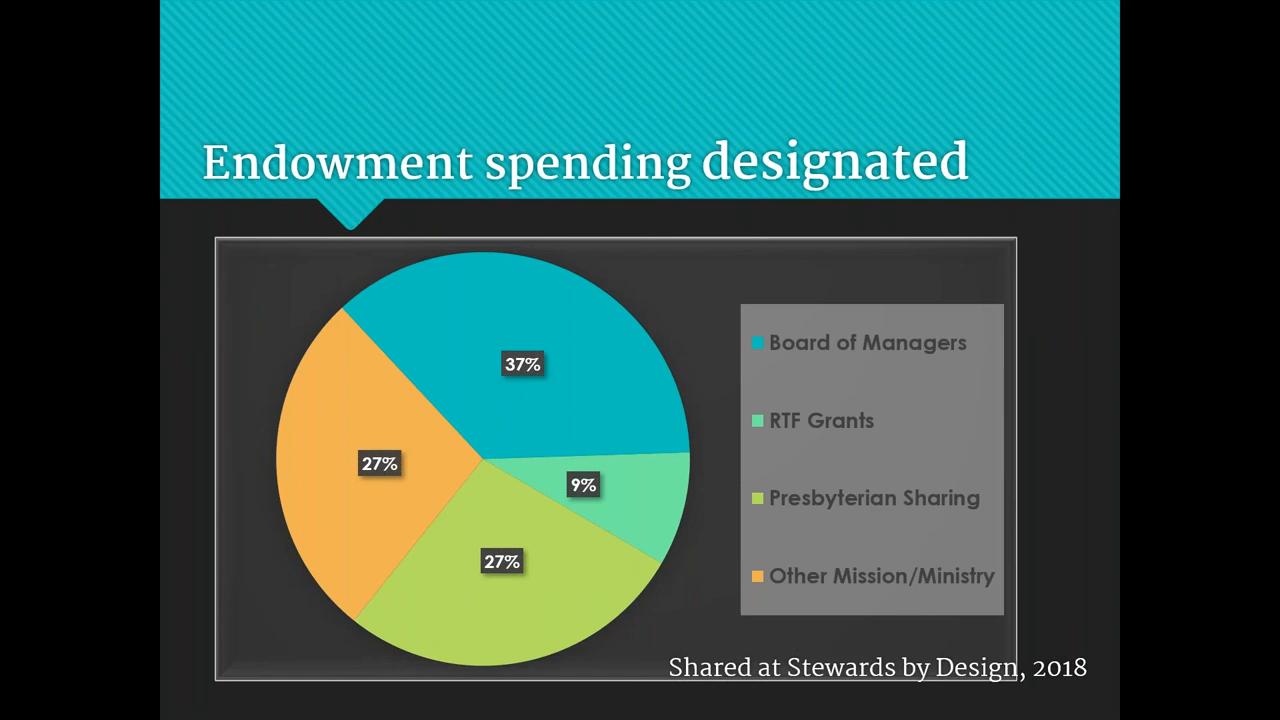 Endowment spending designated
37%
27%
9%
27%
Board of Managers
RTF Grants
Presbyterian Sharing
Other Mission/Ministry
Shared at Stewards by Design, 2018